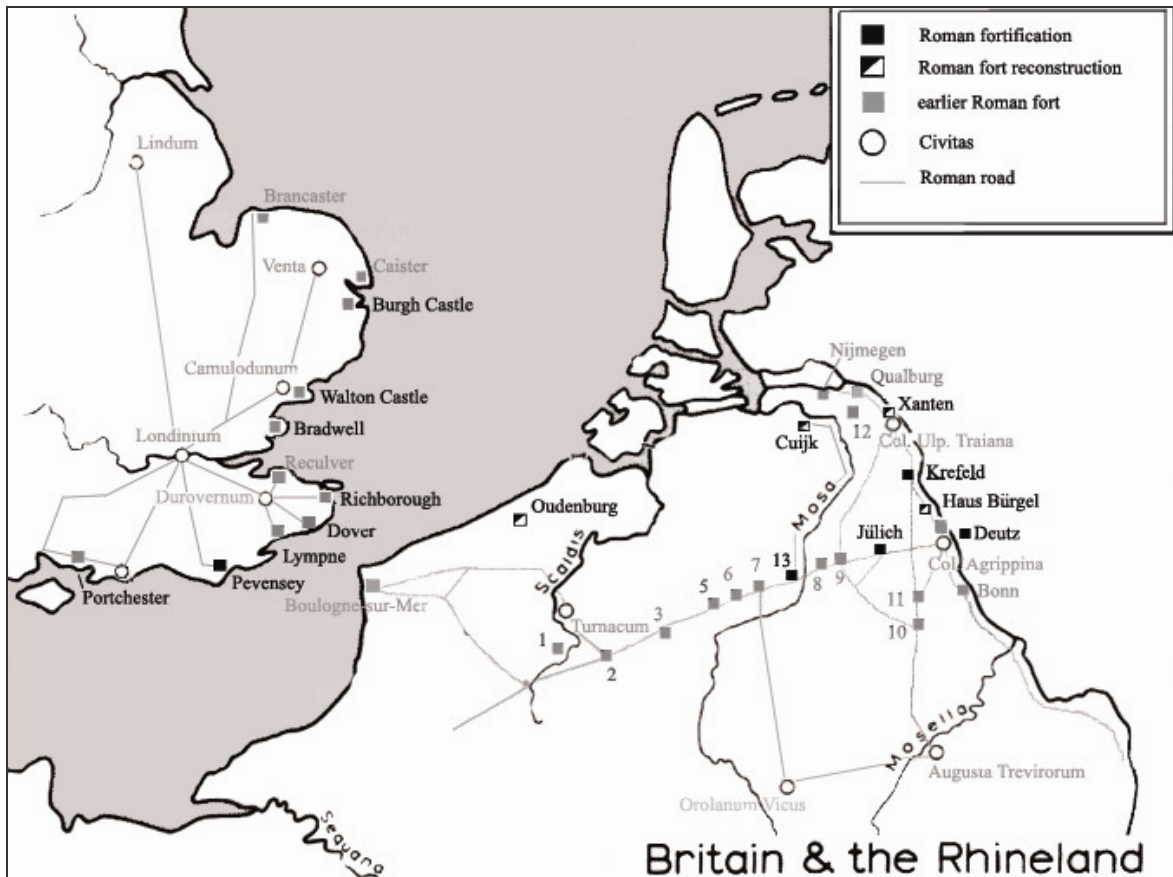 Roman fortification
Roman fort reconstruction
earlier Roman fort
Civitas
Roman road
Lindum
Brancaster
Venta
Caister
Burgh Castle
Camulodunum
Walton Castle
Bradwell
Londinium
Reculver
Durovernum
Richborough
Dover
Lympne
Pevensey
Portchester
Nijmegen
Qualburg
Xanten
12
Cuijk
Col. Ulp. Traiana
Krefeld
Mosa
Haus Bürgel
Oudenburg
Jülich
Deutz
Scaldis
13
Col. Agrippina
7
8
9
6
5
Boulogne-sur-Mer
11
Bonn
3
Turnacum
10
1
2
Mosella
Augusta Trevirorum
Orolanum Vicus
Sequana
Britain & the Rhineland